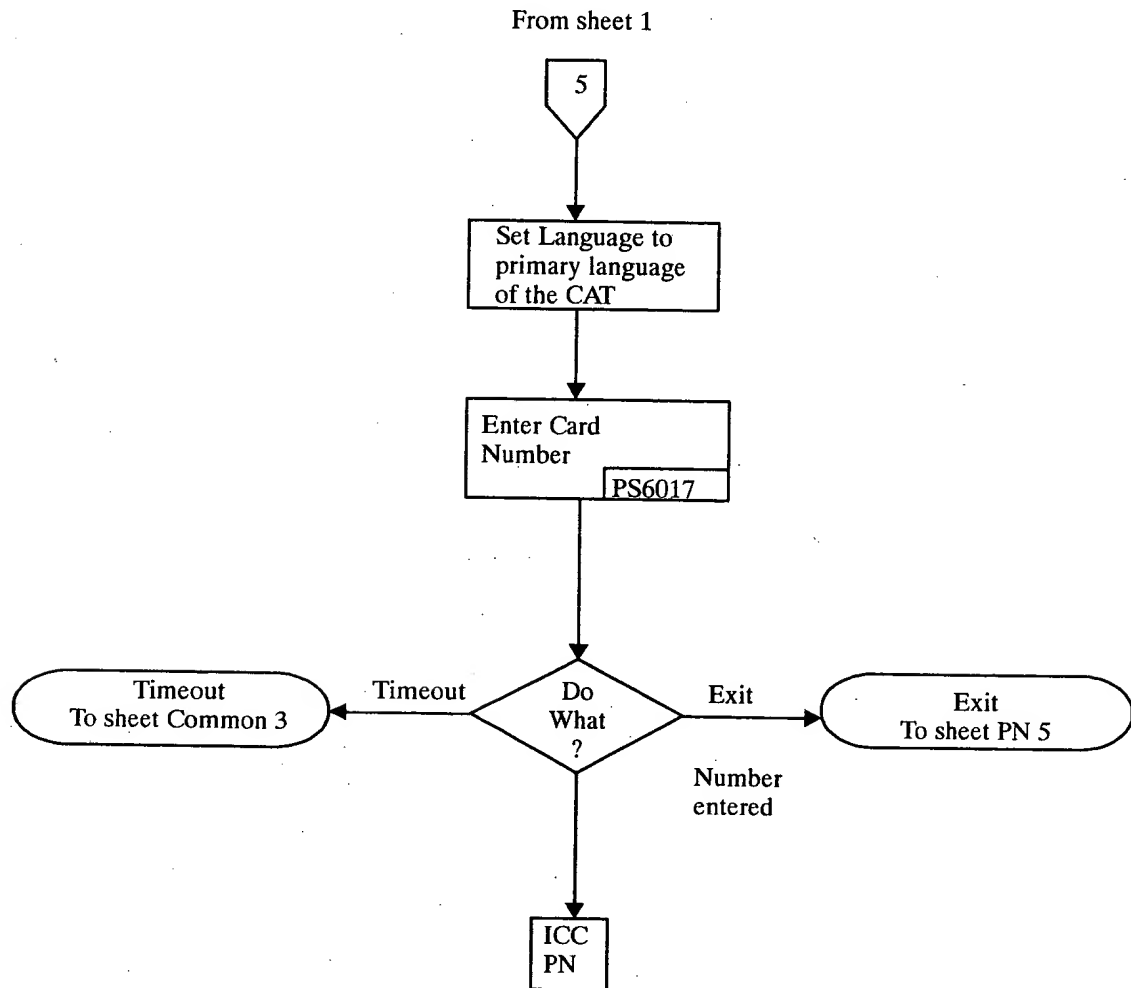 From sheet 1
5
Set Language to
primary language
of the CAT
Enter Card
Number
PS6017
Timeout
To sheet Common 3
Timeout
Do
What
?
Exit
Exit
To sheet PN 5
Number
entered
ICC
PN